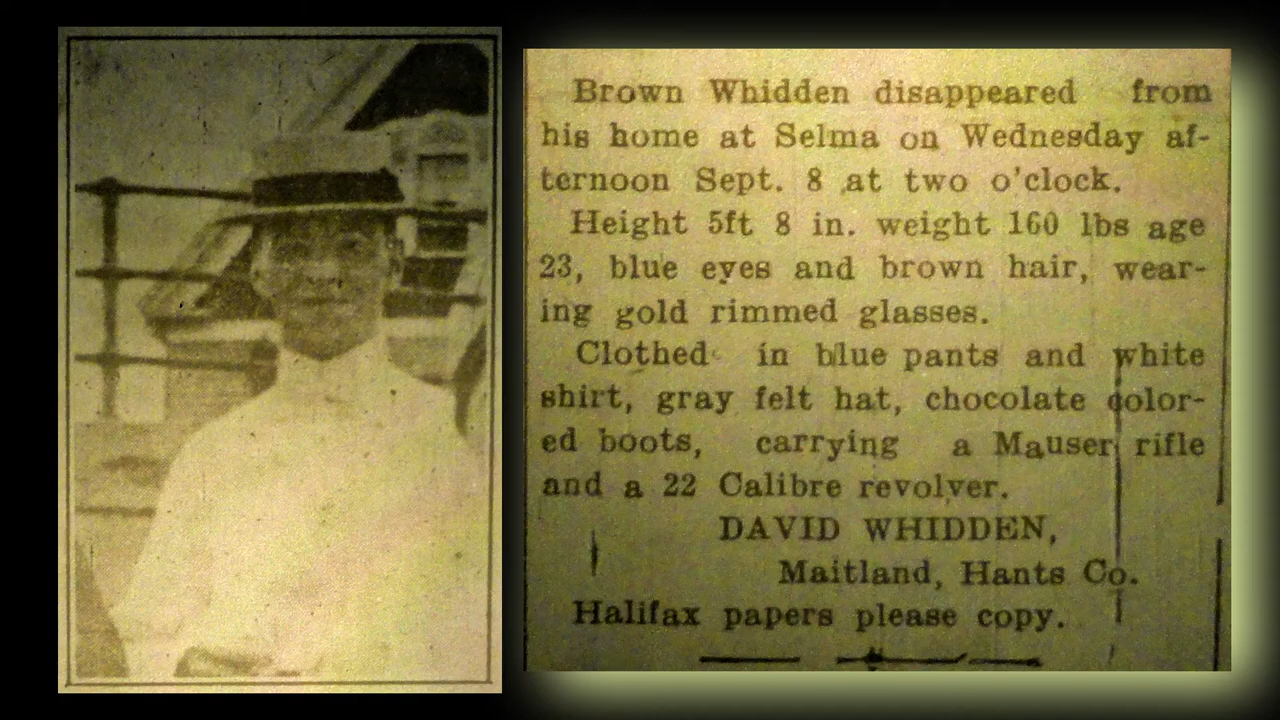 Brown Whidden disappeared from
his home at Selma on Wednesday af-
ternoon Sept. 8 at two o'clock.
Height 5ft 8 in. weight 160 lbs age
23, blue eyes and brown hair, wear-
ing gold rimmed glasses.
Clothed in blue pants and white
shirt, gray felt hat, chocolate color-
ed boots, carrying a Mauser rifle
and a 22 Calibre revolver.
DAVID WHIDDEN,
Maitland, Hants Co.
Halifax papers please copy.